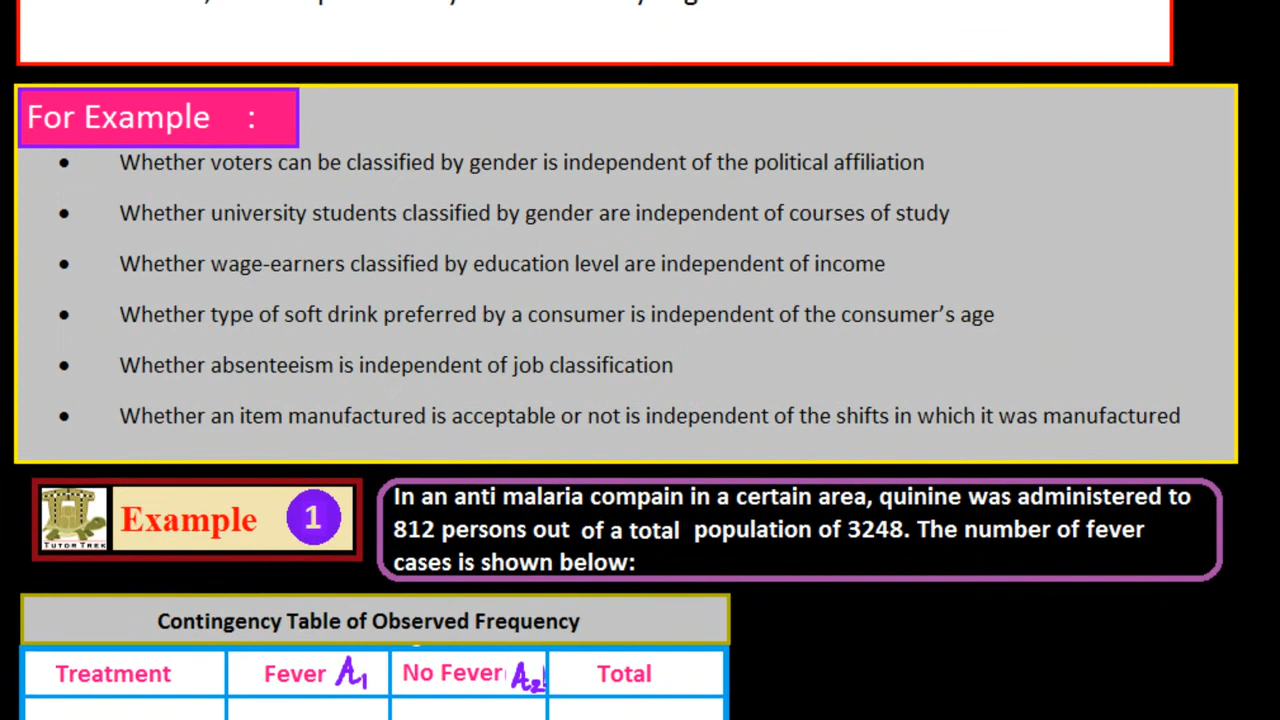 For Example :
• Whether voters can be classified by gender is independent of the political affiliation
• Whether university students classified by gender are independent of courses of study
• Whether wage-earners classified by education level are independent of income
• Whether type of soft drink preferred by a consumer is independent of the consumer’s age
• Whether absenteeism is independent of job classification
• Whether an item manufactured is acceptable or not is independent of the shifts in which it was manufactured
TUTOR TREK
Example 1
In an anti malaria compain in a certain area, quinine was administered to
812 persons out of a total population of 3248. The number of fever
cases is shown below:
Contingency Table of Observed Frequency
Treatment Fever A1 No Fever A2 Total